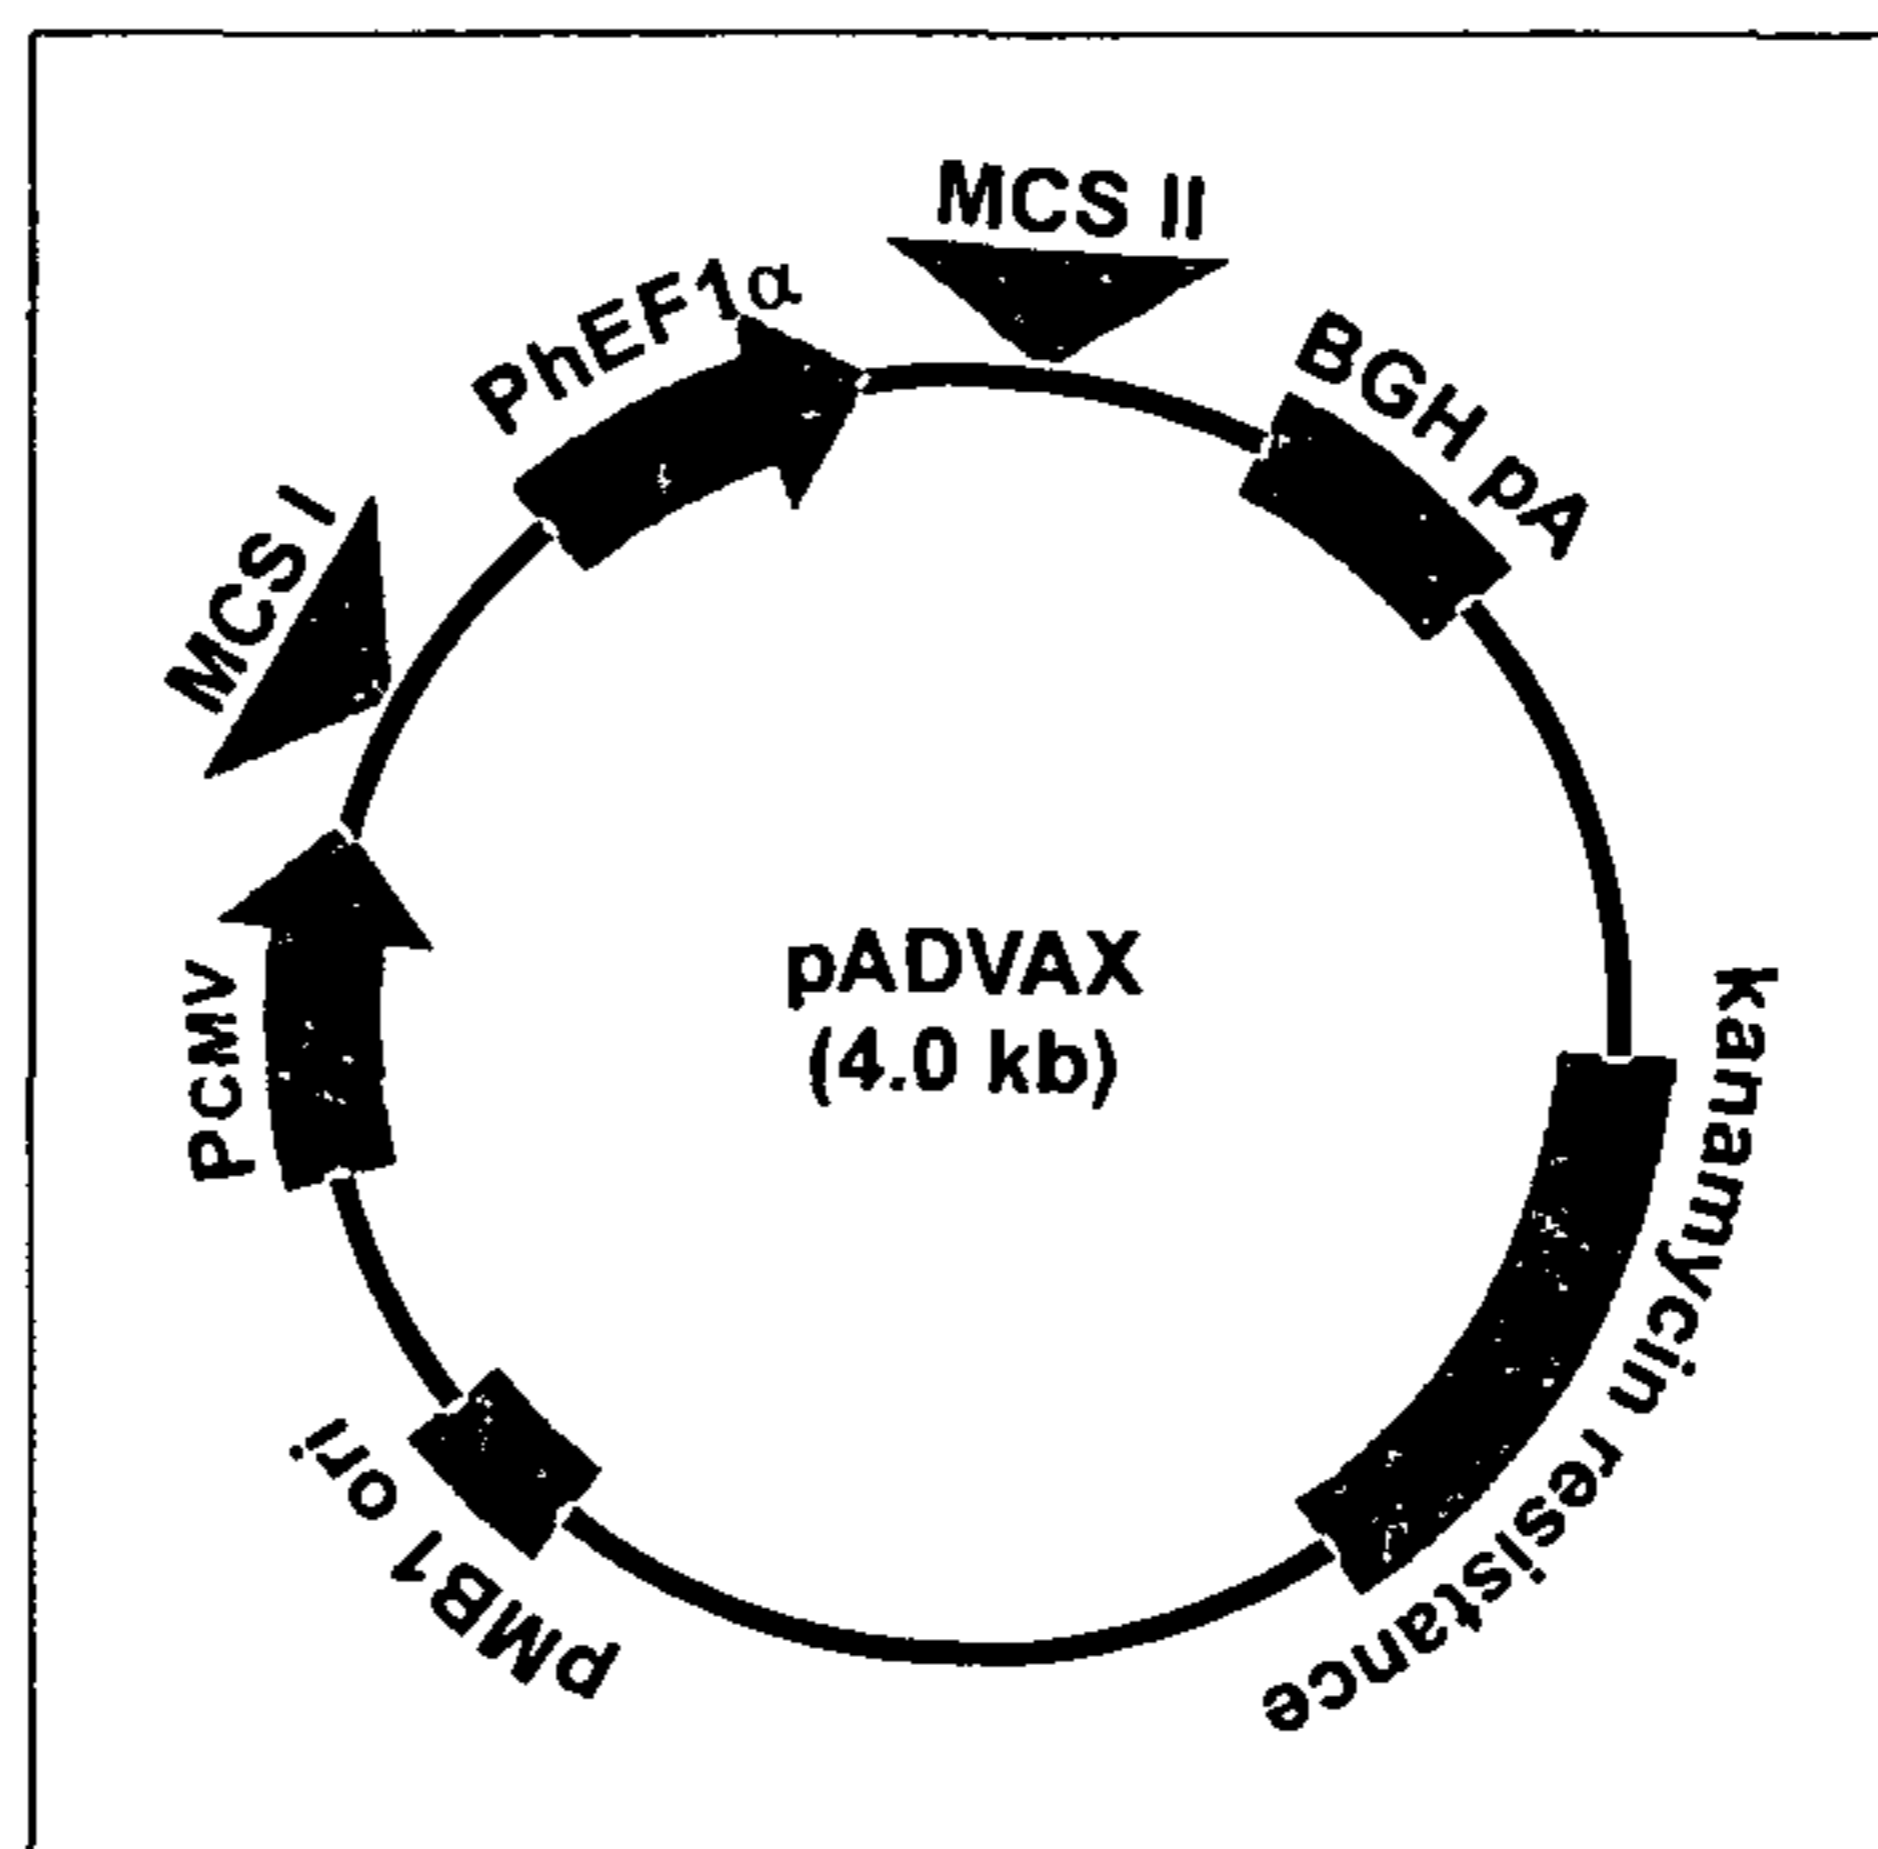 MCS II
PhEF1α
BGH pA
MCS I
pADVAX
(4.0 kb)
PCMV
kanamycin resistance
pMB1 ori